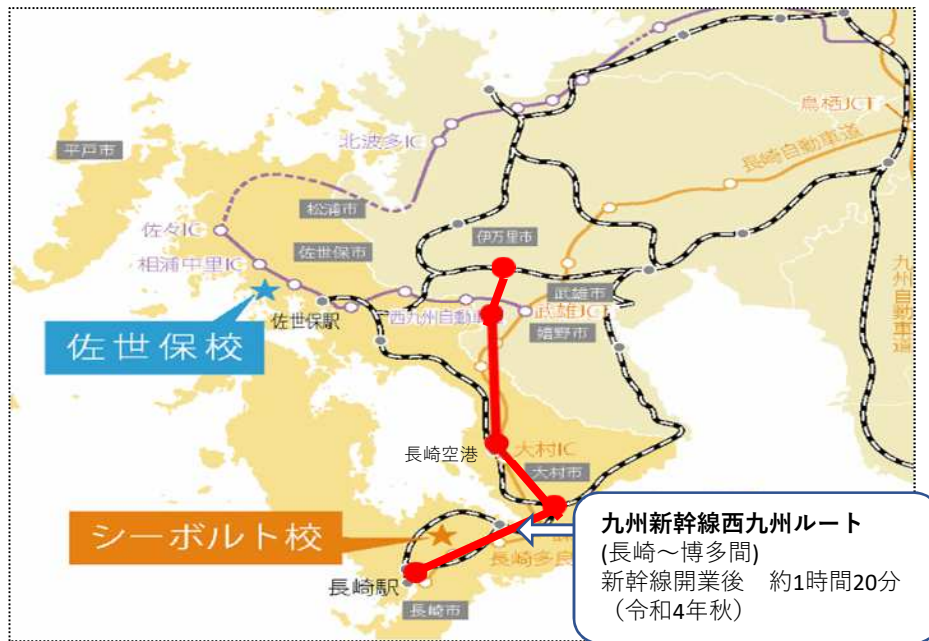 鳥栖JCT
長崎自動車道
北波多IC
平戸市
松浦市
佐々IC
伊万里市
佐世保市
相浦中里IC
九州自動車道
武雄市
武雄JCT
佐世保駅
西九州自動車
嬉野市
佐世保校
長崎空港
大村IC
大村市
シーボルト校
長崎多良
長崎駅
長崎市
九州新幹線西九州ルート
(長崎～博多間)
新幹線開業後　約1時間20分
（令和4年秋）